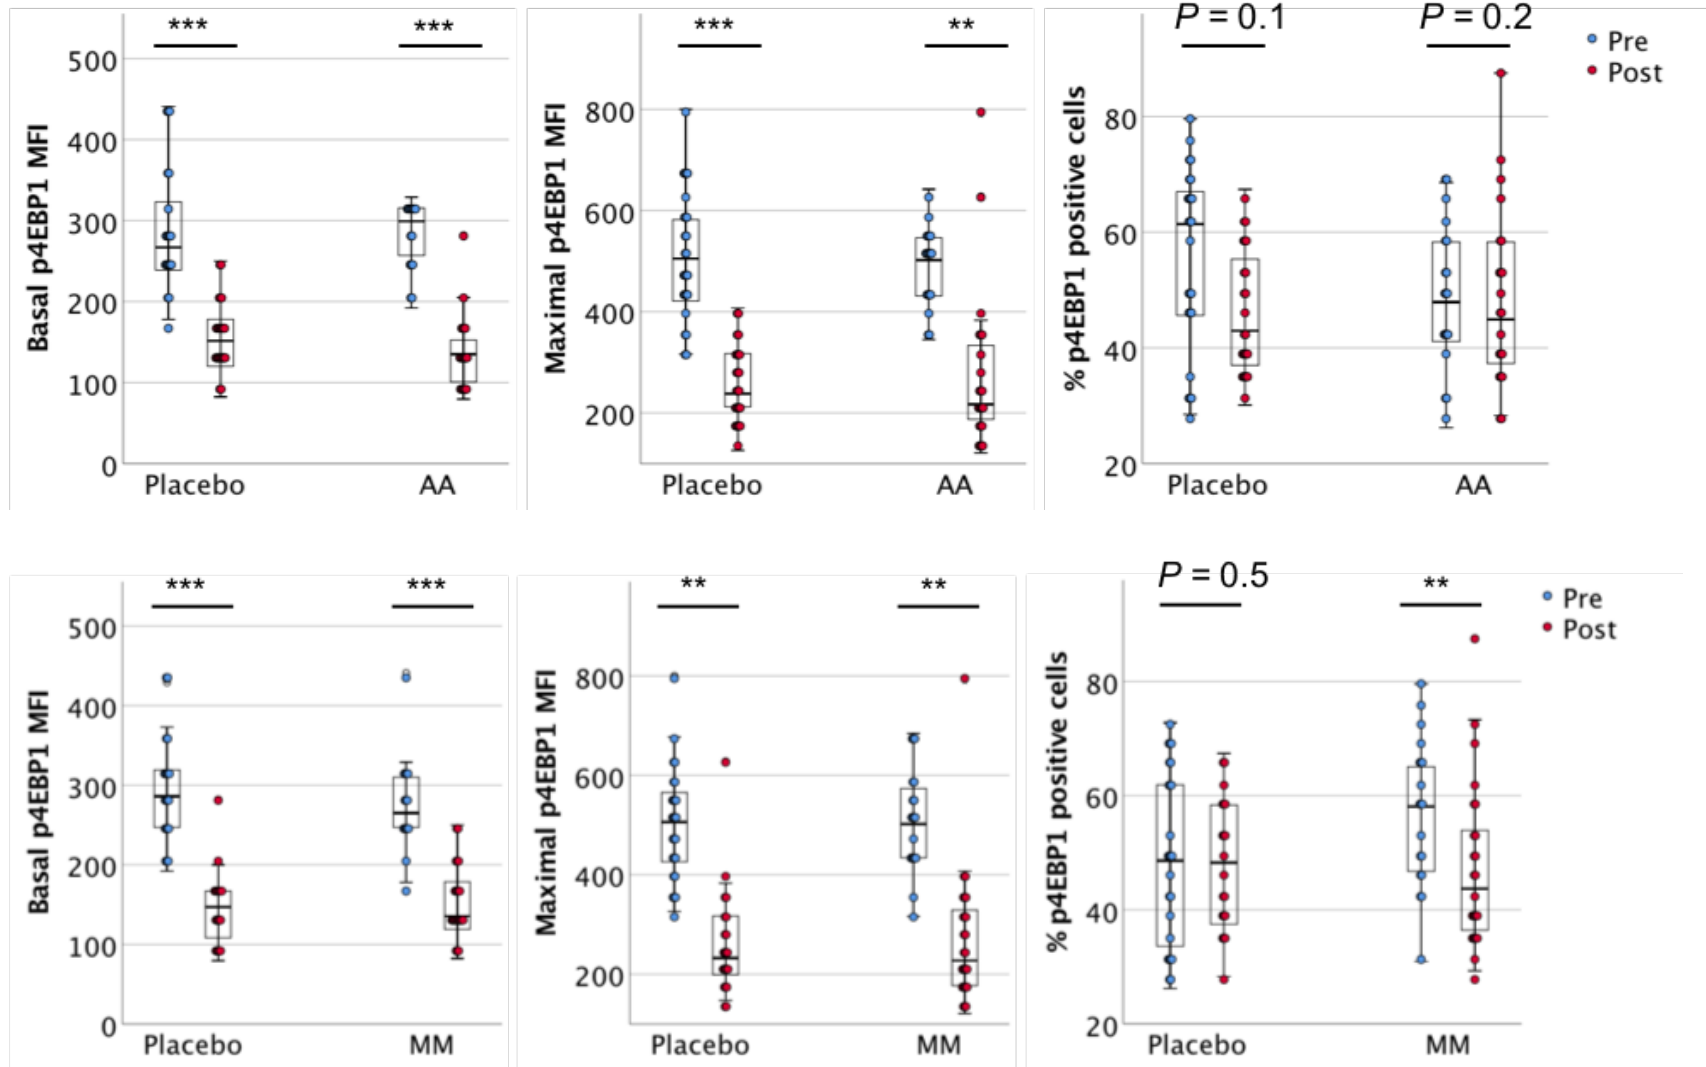 ***
***
Basal p4EBP1 MFI
500
400
300
200
100
0
Placebo
AA
***
**
Maximal p4EBP1 MFI
800
600
400
200
Placebo
AA
P = 0.1
P = 0.2
% p4EBP1 positive cells
80
60
40
20
Placebo
AA
Pre
Post
***
***
Basal p4EBP1 MFI
500
400
300
200
100
0
Placebo
MM
**
**
Maximal p4EBP1 MFI
800
600
400
200
Placebo
MM
P = 0.5
**
% p4EBP1 positive cells
80
60
40
20
Placebo
MM
Pre
Post